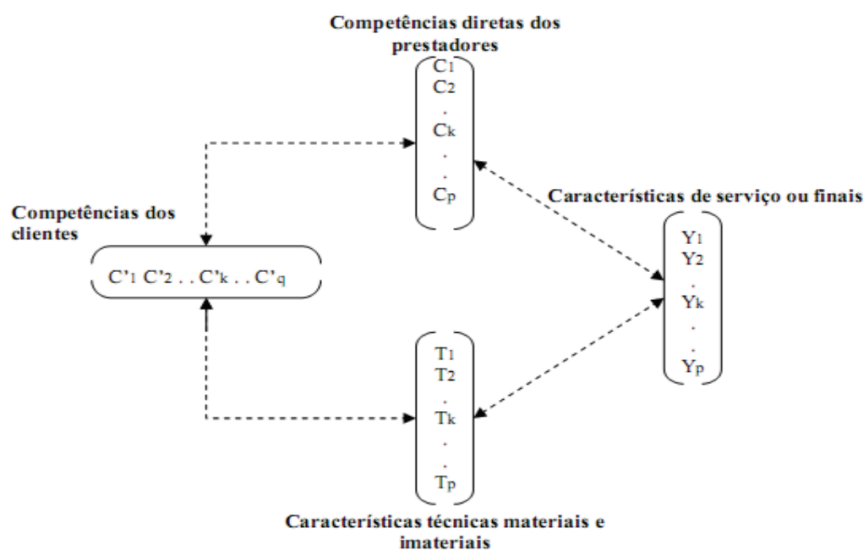 Competências diretas dos
prestadores
C1
C2
.
Ck
.
.
Cp
Características de serviço ou finais
Competências dos
clientes
C'1 C'2 . . C'k . . C'q
Y1
Y2
.
Yk
.
.
Yp
T1
T2
.
Tk
.
.
Tp
Características técnicas materiais e
imateriais